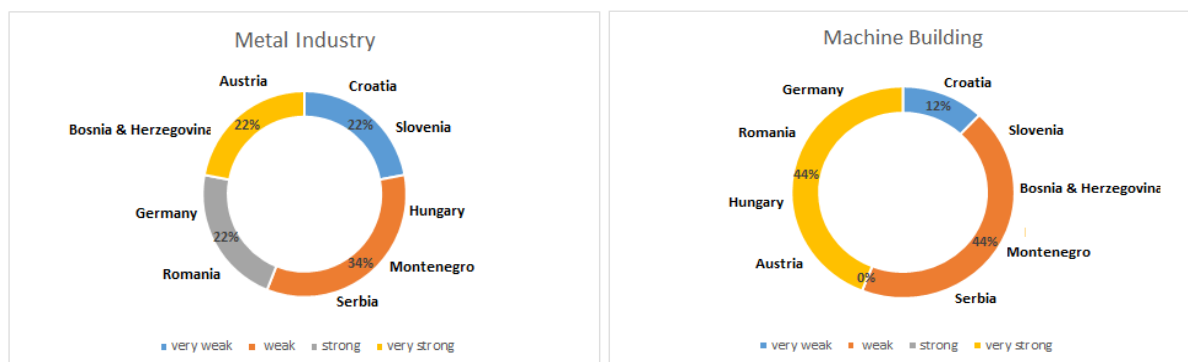 Metal Industry
Austria
Croatia
Bosnia & Herzegovina
22%
22%
Slovenia
Germany
Hungary
22%
34%
Montenegro
Romania
Serbia
very weak weak strong very strong
Machine Building
Germany
Croatia
12%
Romania
Slovenia
44%
Bosnia & Herzegovina
Hungary
44%
Montenegro
Austria
0%
Serbia
very weak weak strong very strong